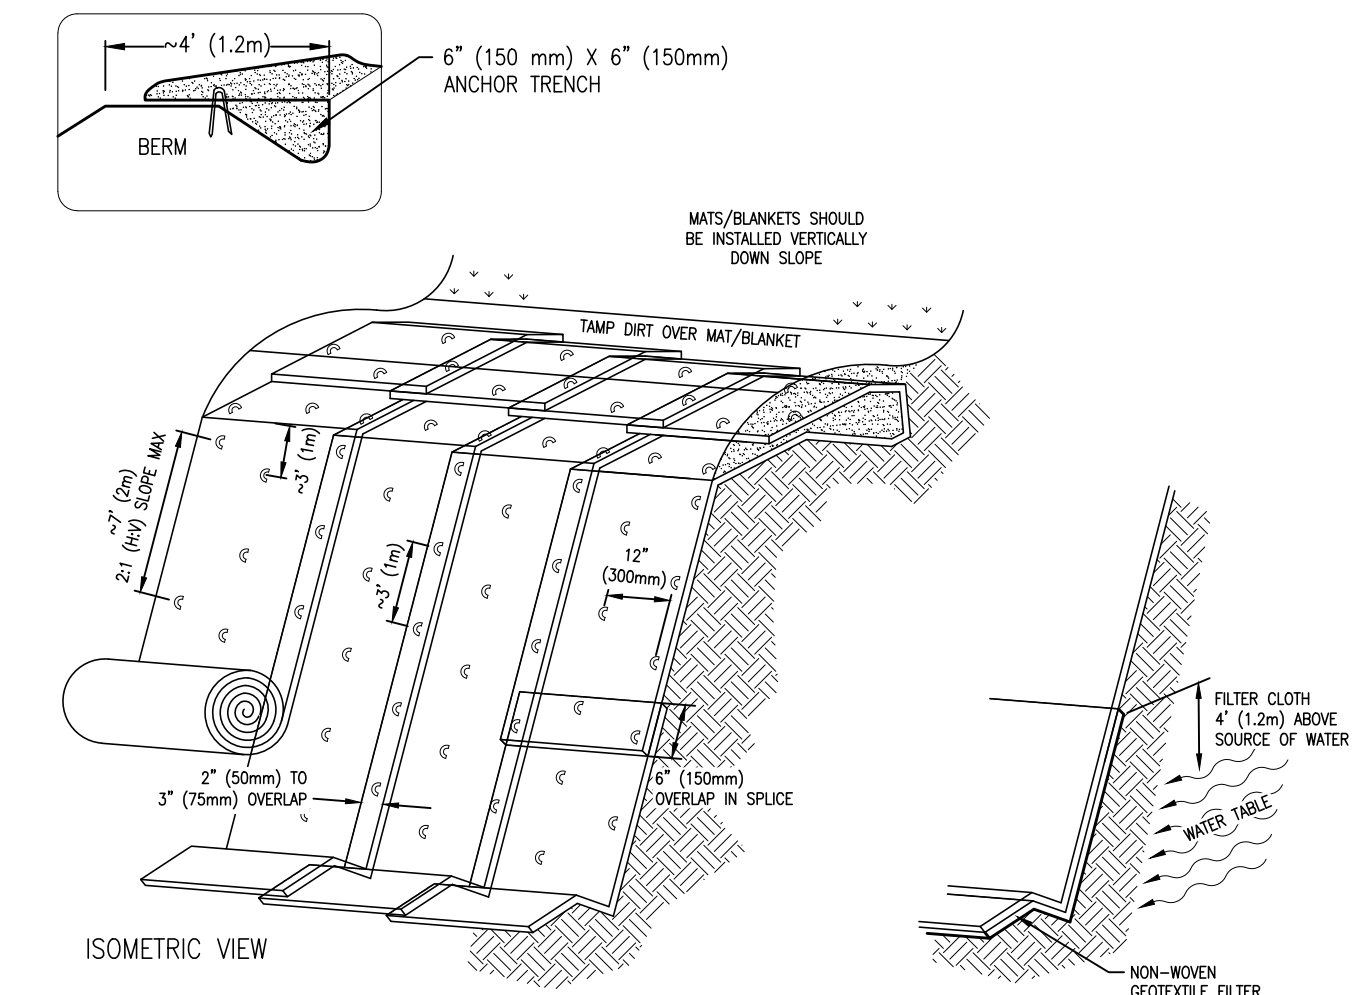 ~4' (1.2m)
6" (150 mm) X 6" (150mm)
ANCHOR TRENCH
BERM
MATS/BLANKETS SHOULD
BE INSTALLED VERTICALLY
DOWN SLOPE
TAMP DIRT OVER MAT/BLANKET
~3' (1m)
~7' (2m)
2:1 (H:V) SLOPE MAX
~3' (1m)
12"
(300mm)
FILTER CLOTH
4' (1.2m) ABOVE
SOURCE OF WATER
2" (50mm) TO
3" (75mm) OVERLAP
6" (150mm)
OVERLAP IN SPLICE
WATER TABLE
ISOMETRIC VIEW
NON-WOVEN
GEOTEXTILE FILTER